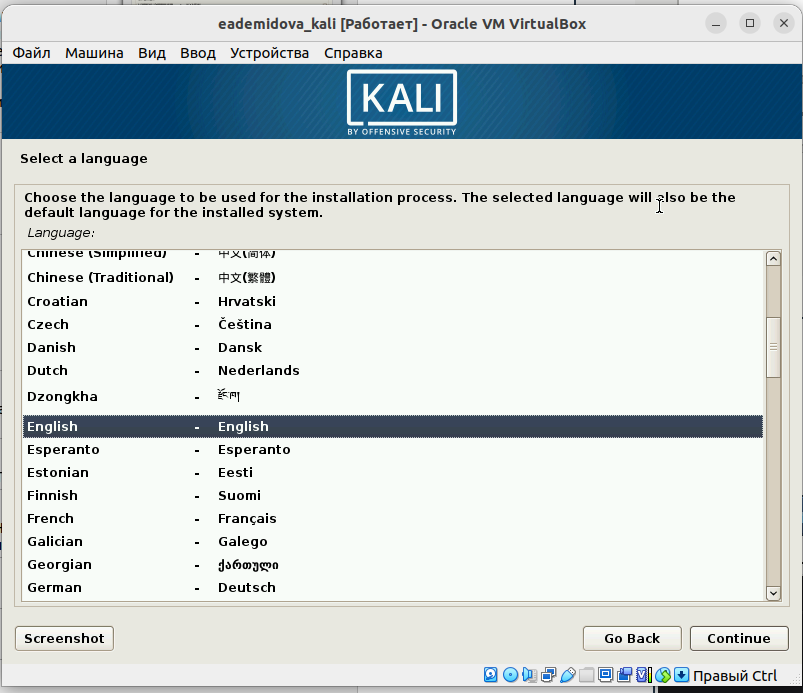 eademidova_kali [Работает] - Oracle VM VirtualBox
Файл Машина Вид Ввод Устройства Справка
KALI
BY OFFENSIVE SECURITY
Select a language
Choose the language to be used for the installation process. The selected language will also be the
default language for the installed system.
Language:
Chinese (Simplified) - 中文(简体)
Chinese (Traditional) - 中文(繁體)
Croatian - Hrvatski
Czech - Čeština
Danish - Dansk
Dutch - Nederlands
Dzongkha - རྫོང་ཁ།
English - English
Esperanto - Esperanto
Estonian - Eesti
Finnish - Suomi
French - Français
Galician - Galego
Georgian - ქართული
German - Deutsch
Screenshot Go Back Continue
Правый Ctrl